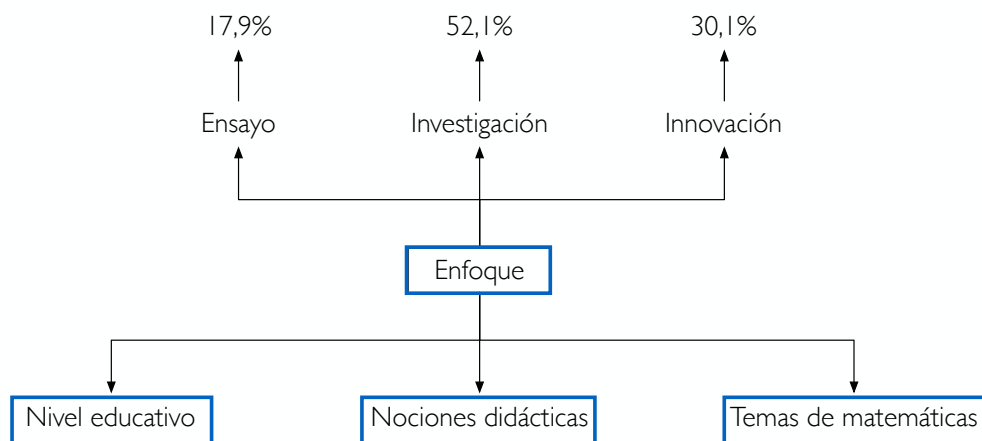 17,9% 52,1% 30,1%
Ensayo Investigación Innovación
Enfoque
Nivel educativo Nociones didácticas Temas de matemáticas